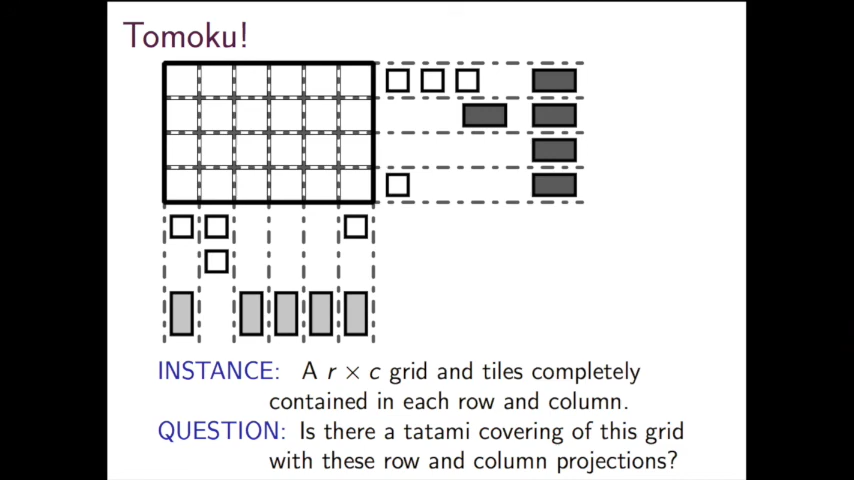 Tomoku!
INSTANCE: A r × c grid and tiles completely
contained in each row and column.
QUESTION: Is there a tatami covering of this grid
with these row and column projections?